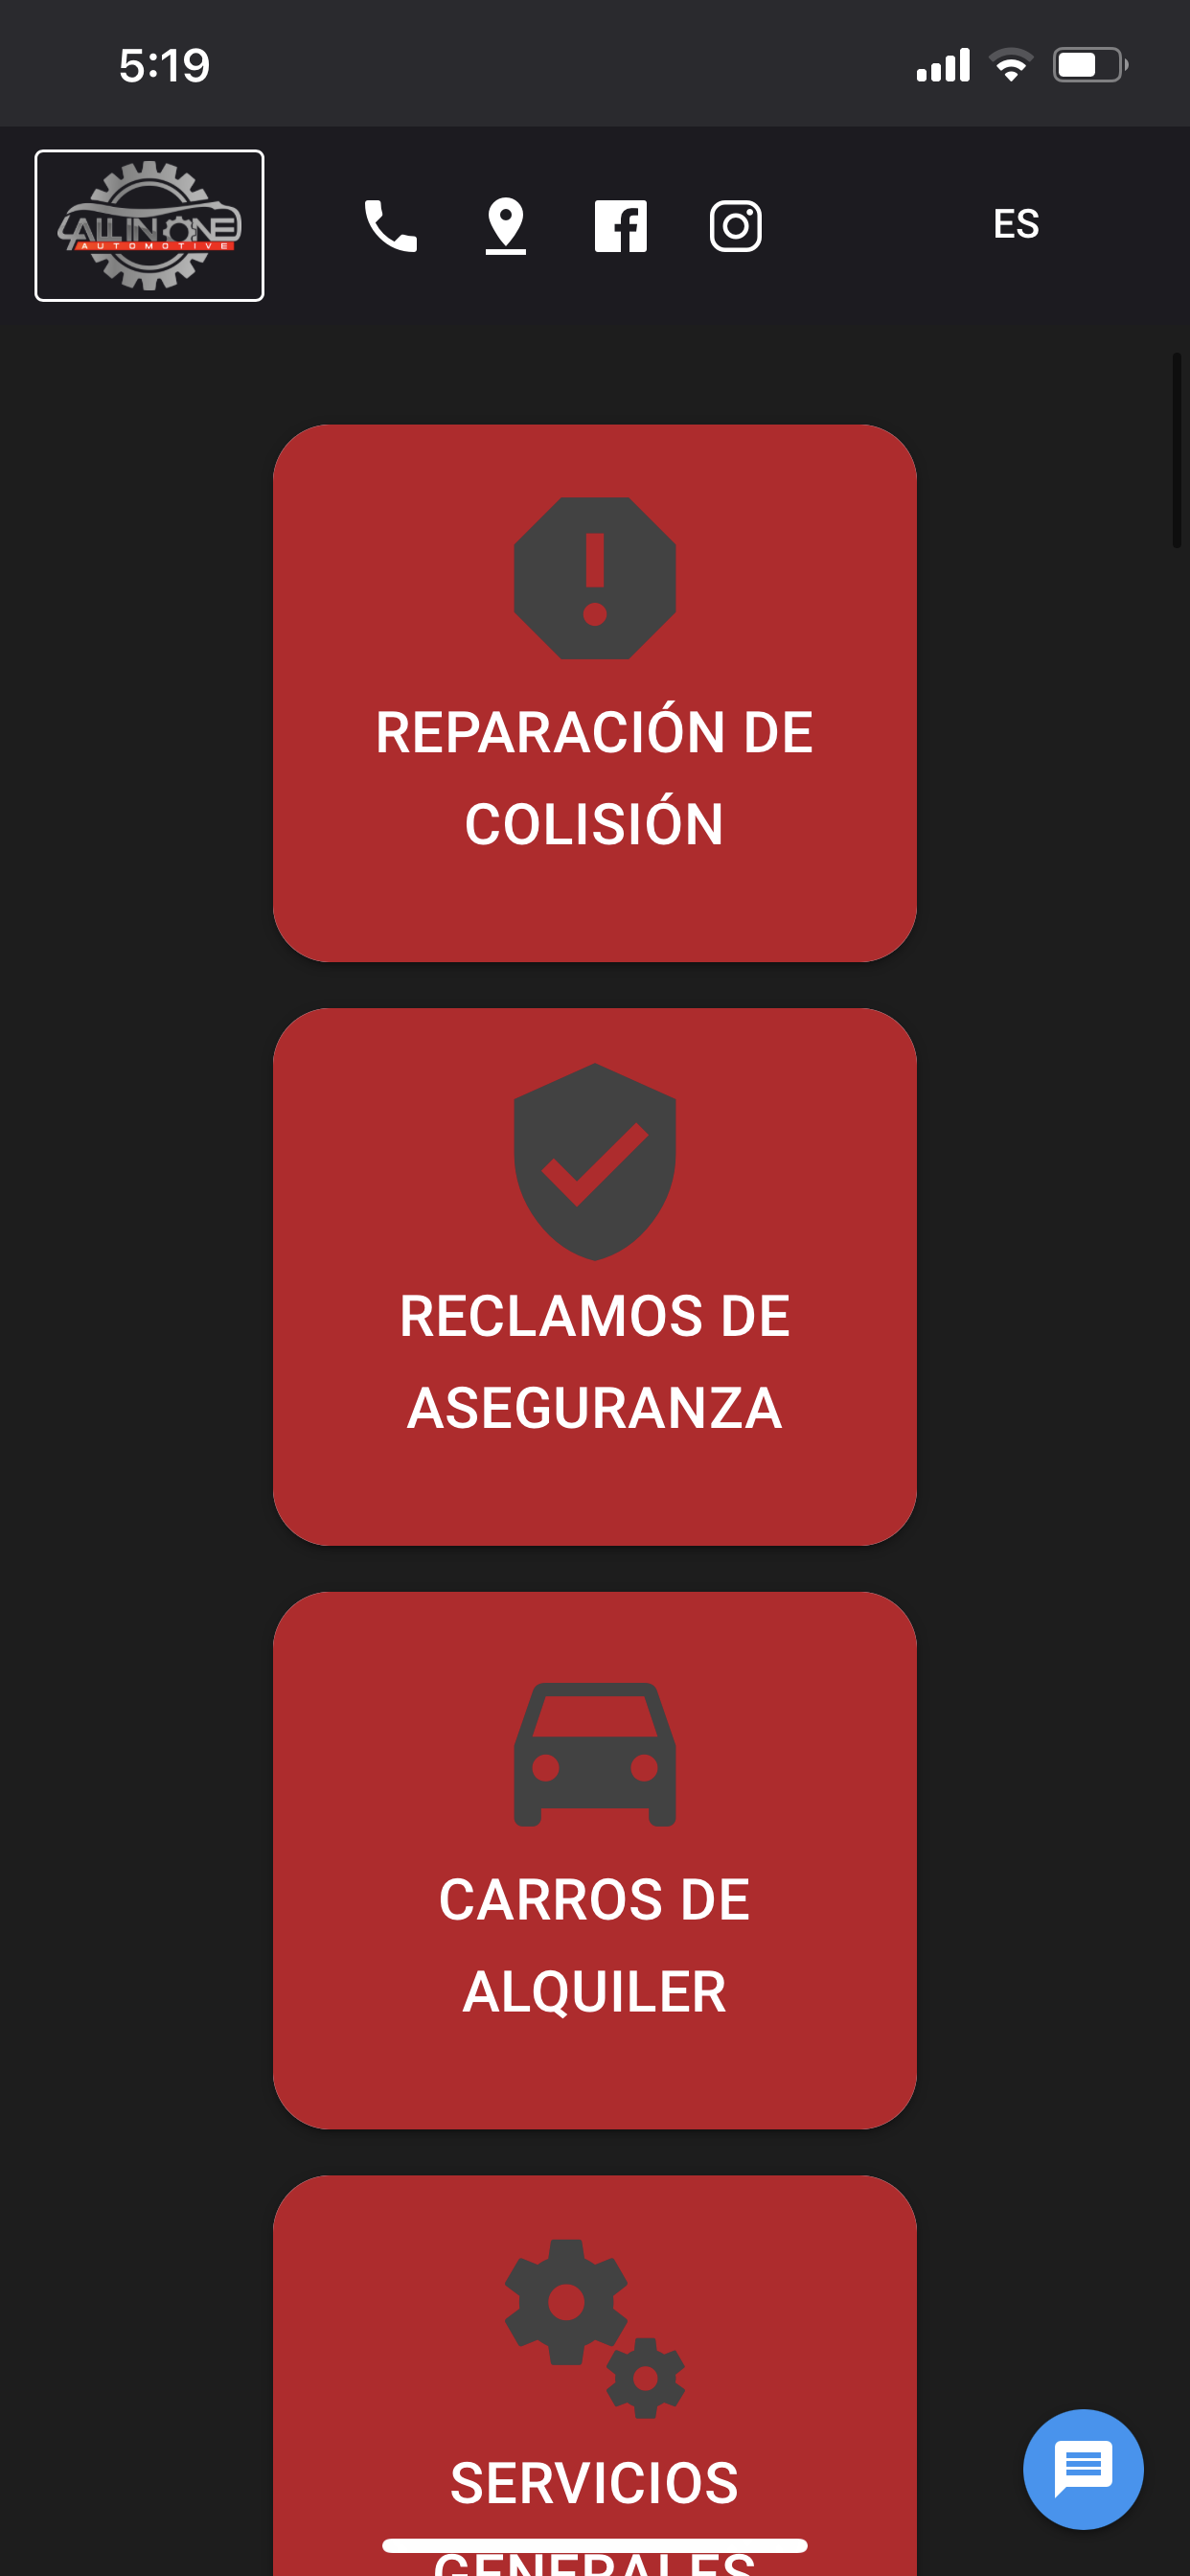 5:19
ALL IN ONE
AUTOMOTIVE
ES
REPARACIÓN DE
COLISIÓN
RECLAMOS DE
ASEGURANZA
CARROS DE
ALQUILER
SERVICIOS
GENERALES